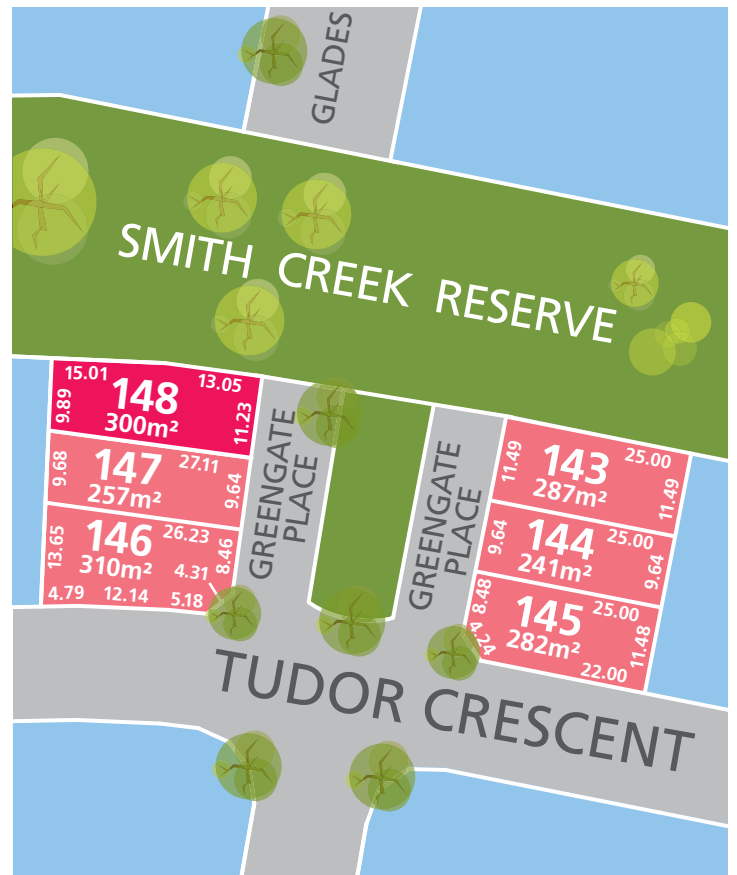 GLADES
SMITH CREEK RESERVE
15.01
13.05
148
300m²
9.89
11.23
147
27.11
257m²
9.68
9.64
146
26.23
310m²
13.65
8.46
4.31
4.79
12.14
5.18
GREENGATE
PLACE
GREENGATE
PLACE
143
25.00
287m²
11.49
11.49
144
25.00
241m²
9.64
9.64
145
25.00
282m²
8.48
4.24
11.48
22.00
TUDOR CRESCENT